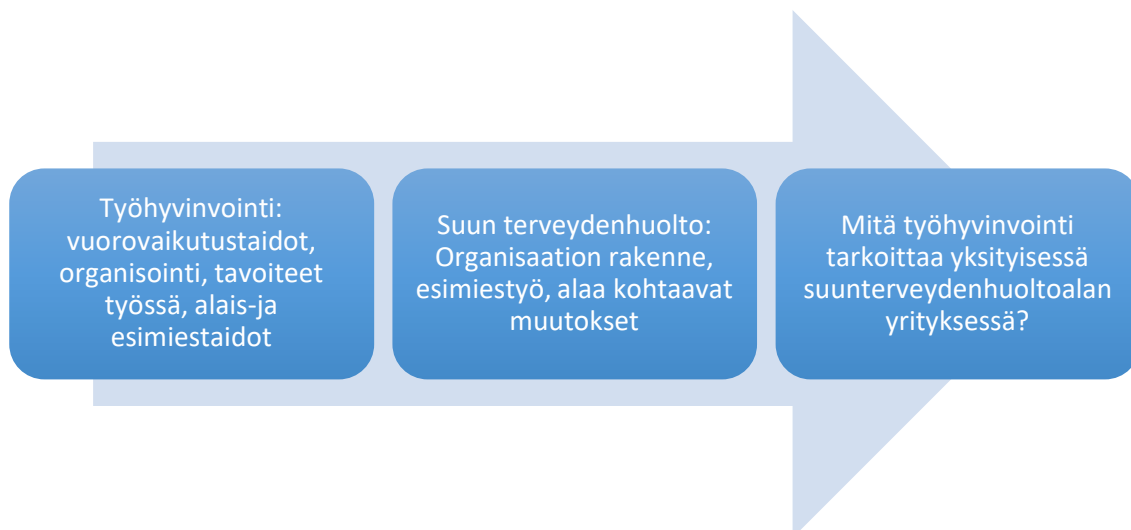 Työhyvinvointi:
vuorovaikutustaidot,
organisointi, tavoiteet
työssä, alais-ja
esimiestaidot
Suun terveydenhuolto:
Organisaation rakenne,
esimiestyö, alaa kohtaavat
muutokset
Mitä työhyvinvointi
tarkoittaa yksityisessä
suunterveydenhuoltoalan
yrityksessä?